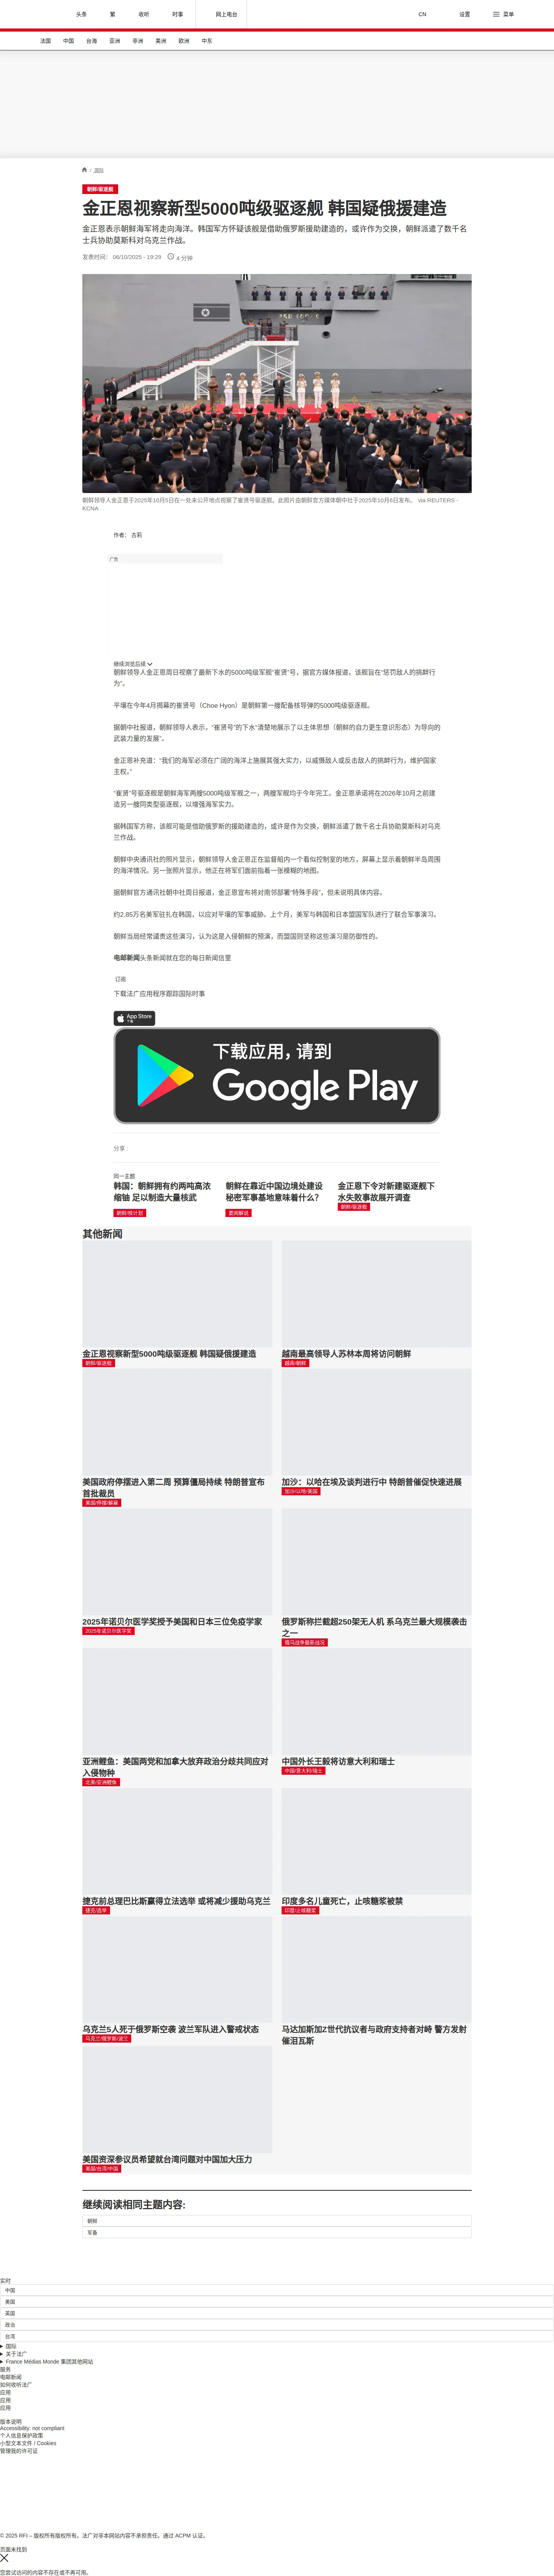 头条
繁
收听
时事
网上电台
CN
设置
菜单
法国
中国
台海
亚洲
非洲
美洲
欧洲
中东
/ 国际
朝鲜/驱逐舰
金正恩视察新型5000吨级驱逐舰 韩国疑俄援建造
金正恩表示朝鲜海军将走向海洋。韩国军方怀疑该舰是借助俄罗斯援助建造的，或许作为交换，朝鲜派遣了数千名
士兵协助莫斯科对乌克兰作战。
发表时间： 06/10/2025 - 19:29
4 分钟
朝鲜领导人金正恩于2025年10月5日在一处未公开地点视察了崔贤号驱逐舰。此照片由朝鲜官方媒体朝中社于2025年10月6日发布。 via REUTERS -
KCNA
作者： 古莉
广告
继续浏览后续
朝鲜领导人金正恩周日视察了最新下水的5000吨级军舰“崔贤”号，据官方媒体报道，该舰旨在“惩罚敌人的挑衅行
为”。
平壤在今年4月揭幕的崔贤号（Choe Hyon）是朝鲜第一艘配备核导弹的5000吨级驱逐舰。
据朝中社报道，朝鲜领导人表示，“崔贤号”的下水“清楚地展示了以主体思想（朝鲜的自力更生意识形态）为导向的
武装力量的发展”。
金正恩补充道：“我们的海军必须在广阔的海洋上施展其强大实力，以威慑敌人或反击敌人的挑衅行为，维护国家
主权。”
“崔贤”号驱逐舰是朝鲜海军两艘5000吨级军舰之一，两艘军舰均于今年完工。金正恩承诺将在2026年10月之前建
造另一艘同类型驱逐舰，以增强海军实力。
据韩国军方称，该舰可能是借助俄罗斯的援助建造的，或许是作为交换，朝鲜派遣了数千名士兵协助莫斯科对乌克
兰作战。
朝鲜中央通讯社的照片显示，朝鲜领导人金正恩正在监督船内一个看似控制室的地方，屏幕上显示着朝鲜半岛周围
的海洋情况。另一张照片显示，他正在将军们面前指着一张模糊的地图。
据朝鲜官方通讯社朝中社周日报道，金正恩宣布将对南邻部署“特殊手段”，但未说明具体内容。
约2.85万名美军驻扎在韩国，以应对平壤的军事威胁。上个月，美军与韩国和日本盟国军队进行了联合军事演习。
朝鲜当局经常谴责这些演习，认为这是入侵朝鲜的预演，而盟国则坚称这些演习是防御性的。
电邮新闻头条新闻就在您的每日新闻信里
订阅
下载法广应用程序跟踪国际时事
App Store
下载
下载应用，请到
Google Play
分享 :
同一主题
韩国：朝鲜拥有约两吨高浓
缩铀 足以制造大量核武
朝鲜/核计划
朝鲜在靠近中国边境处建设
秘密军事基地意味着什么？
要闻解说
金正恩下令对新建驱逐舰下
水失败事故展开调查
朝鲜/驱逐舰
其他新闻
金正恩视察新型5000吨级驱逐舰 韩国疑俄援建造
朝鲜/驱逐舰
越南最高领导人苏林本周将访问朝鲜
越南/朝鲜
美国政府停摆进入第二周 预算僵局持续 特朗普宣布
首批裁员
美国/停摆/解雇
加沙：以哈在埃及谈判进行中 特朗普催促快速进展
加沙/以哈/美国
2025年诺贝尔医学奖授予美国和日本三位免疫学家
2025年诺贝尔医学奖
俄罗斯称拦截超250架无人机 系乌克兰最大规模袭击
之一
俄乌战争最新战况
亚洲鲤鱼：美国两党和加拿大放弃政治分歧共同应对
入侵物种
北美/亚洲鲤鱼
中国外长王毅将访意大利和瑞士
中国/意大利/瑞士
捷克前总理巴比斯赢得立法选举 或将减少援助乌克兰
捷克/选举
印度多名儿童死亡，止咳糖浆被禁
印度/止咳糖浆
乌克兰5人死于俄罗斯空袭 波兰军队进入警戒状态
乌克兰/俄罗斯/波兰
马达加斯加Z世代抗议者与政府支持者对峙 警方发射
催泪瓦斯
美国资深参议员希望就台湾问题对中国加大压力
美国/台湾/中国
继续阅读相同主题内容:
朝鲜
军备
实时
中国
美国
英国
政治
台湾
国际
关于法广
France Médias Monde 集团其他网站
服务
电邮新闻
如何收听法广
应用
应用
应用
版本说明
Accessibility: not compliant
个人信息保护政策
小型文本文件 / Cookies
管理我的许可证
© 2025 RFI – 版权所有版权所有。法广对非本网站内容不承担责任。通过 ACPM 认证。
页面未找到
您尝试访问的内容不存在或不再可用。